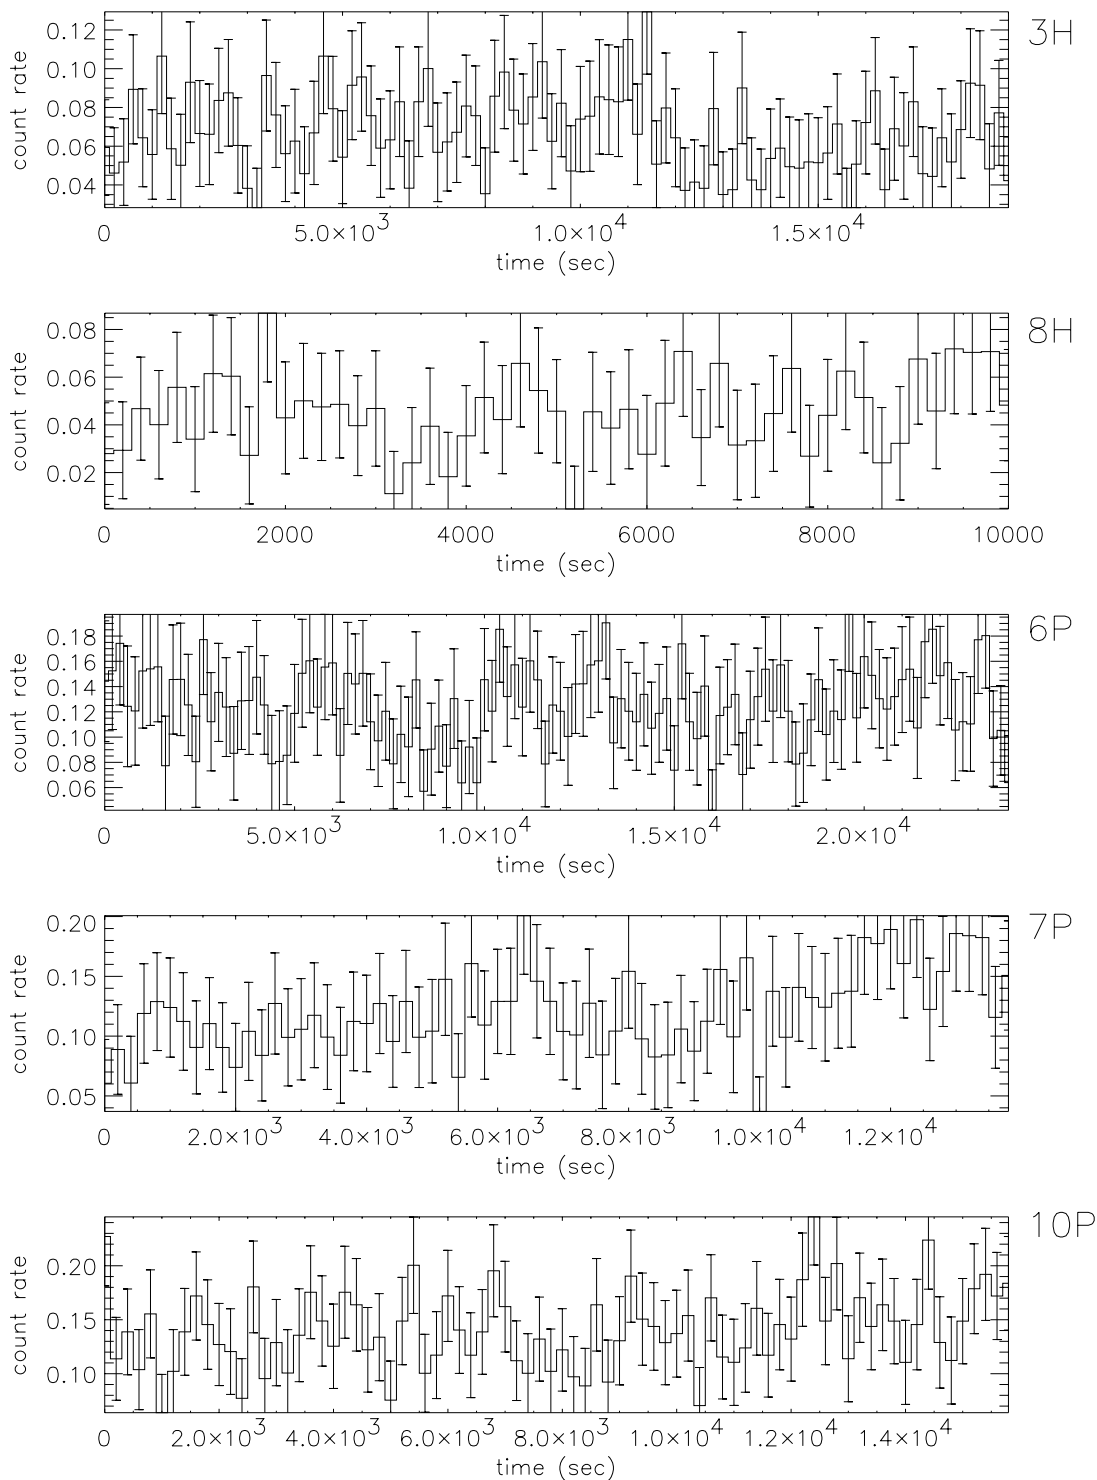 3H
count rate
0.12
0.10
0.08
0.06
0.04
0 5.0×10³ 1.0×10⁴ 1.5×10⁴
time (sec)
8H
count rate
0.08
0.06
0.04
0.02
0 2000 4000 6000 8000 10000
time (sec)
6P
count rate
0.18
0.16
0.14
0.12
0.10
0.08
0.06
0 5.0×10³ 1.0×10⁴ 1.5×10⁴ 2.0×10⁴
time (sec)
7P
count rate
0.20
0.15
0.10
0.05
0 2.0×10³ 4.0×10³ 6.0×10³ 8.0×10³ 1.0×10⁴ 1.2×10⁴
time (sec)
10P
count rate
0.20
0.15
0.10
0 2.0×10³ 4.0×10³ 6.0×10³ 8.0×10³ 1.0×10⁴ 1.2×10⁴ 1.4×10⁴
time (sec)